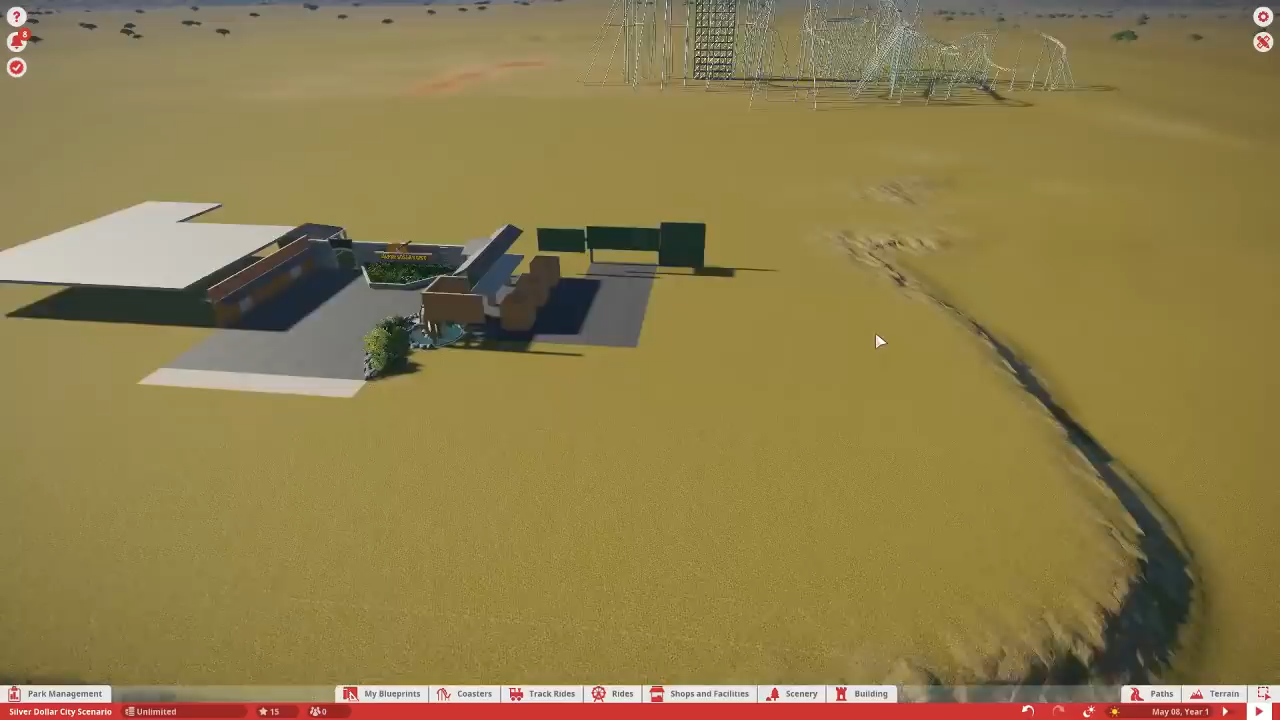 ?
8
Park Management
My Blueprints
Coasters
Track Rides
Rides
Shops and Facilities
Scenery
Building
Paths
Terrain
Silver Dollar City Scenario
Unlimited
15
0
May 08, Year 1